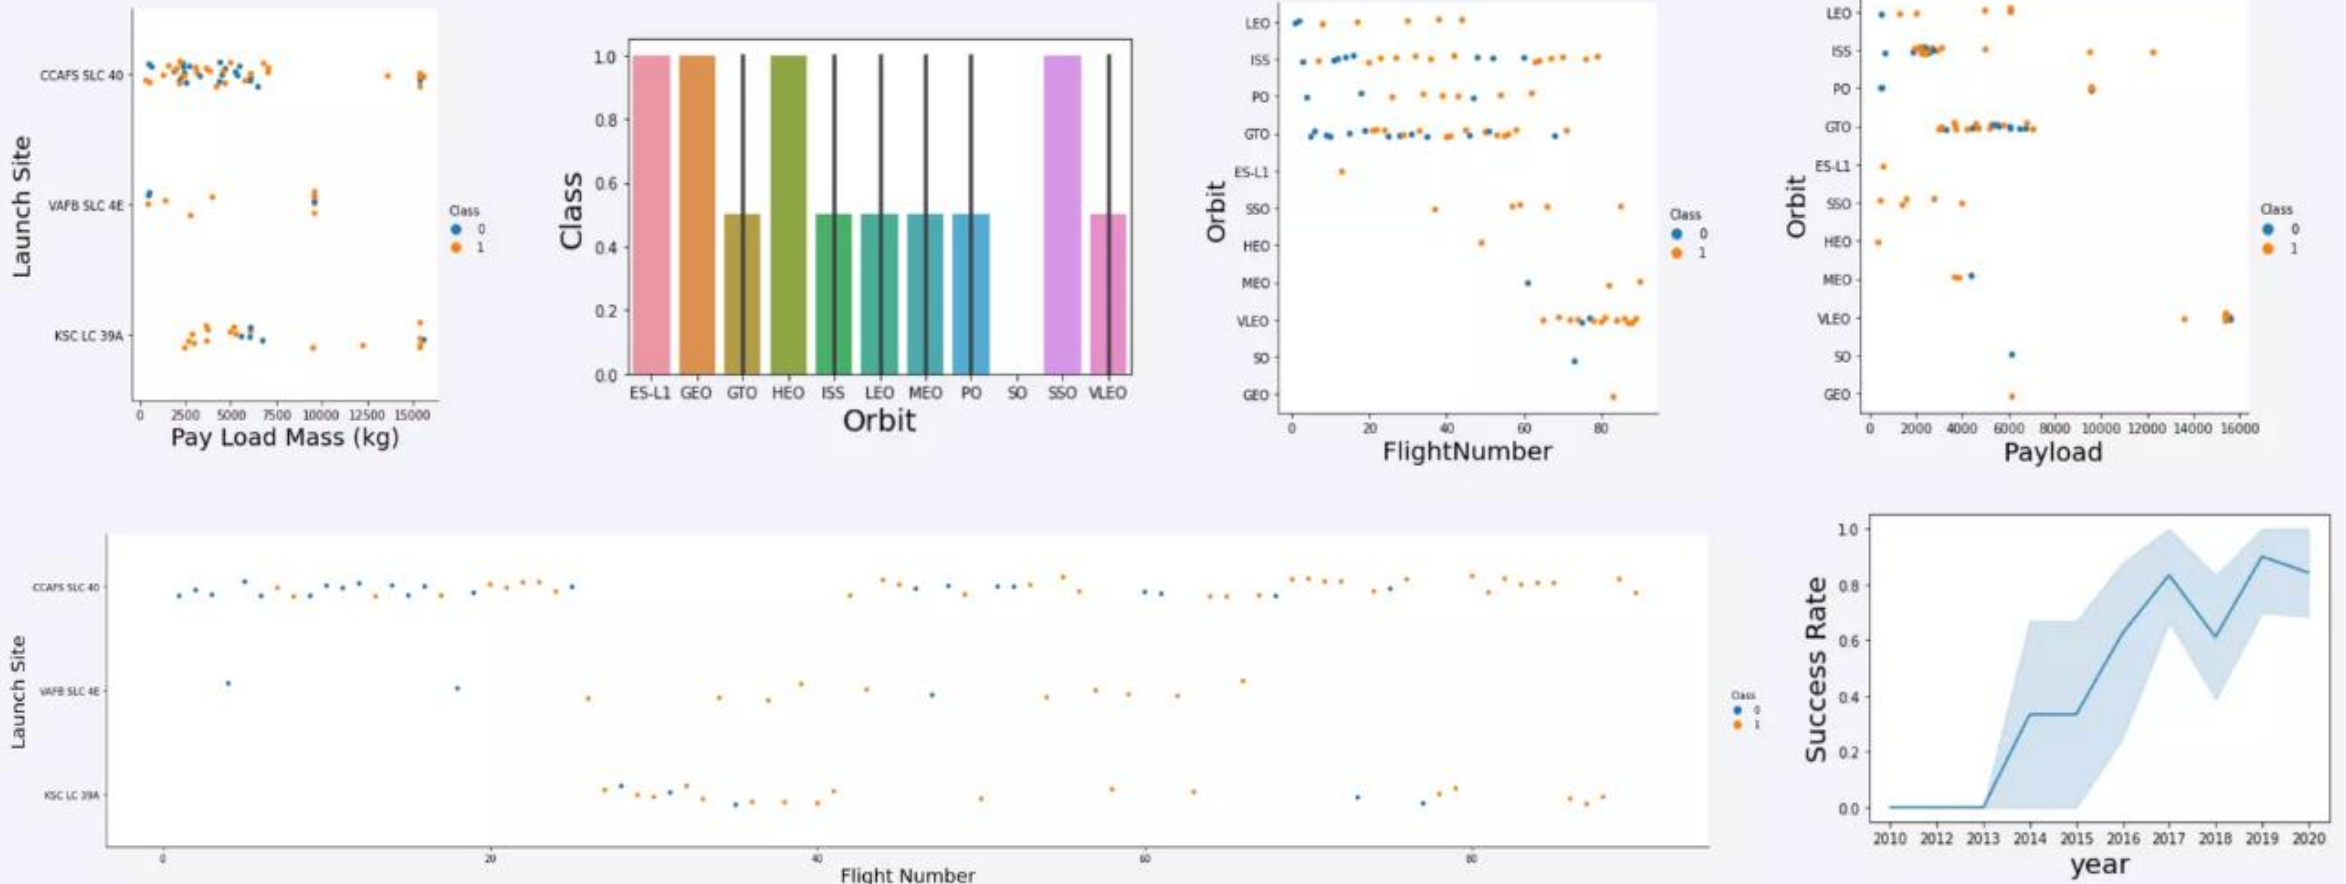 Launch Site
CCAFS SLC 40
VAFB SLC 4E
KSC LC 39A
0 2500 5000 7500 10000 12500 15000
Pay Load Mass (kg)
Class
0
1
Class
1.0
0.8
0.6
0.4
0.2
0.0
ES-L1 GEO GTO HEO ISS LEO MEO PO SO SSO VLEO
Orbit
Orbit
LEO
ISS
PO
GTO
ES-L1
SSO
HEO
MEO
VLEO
SO
GEO
0 20 40 60 80
FlightNumber
Class
0
1
Orbit
LEO
ISS
PO
GTO
ES-L1
SSO
HEO
MEO
VLEO
SO
GEO
0 2000 4000 6000 8000 10000 12000 14000 16000
Payload
Class
0
1
Launch Site
CCAFS SLC 40
VAFB SLC 4E
KSC LC 39A
0 20 40 60 80
Flight Number
Class
0
1
Success Rate
1.0
0.8
0.6
0.4
0.2
0.0
2010 2012 2013 2014 2015 2016 2017 2018 2019 2020
year